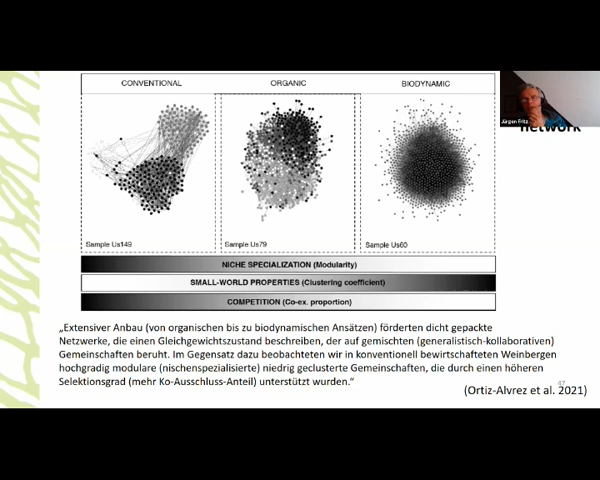 CONVENTIONAL
ORGANIC
BIODYNAMIC
Jürgen Fritz
network
Sample Us149
Sample Us79
Sample Us60
NICHE SPECIALIZATION (Modularity)
SMALL-WORLD PROPERTIES (Clustering coefficient)
COMPETITION (Co-ex. proportion)
„Extensiver Anbau (von organischen bis zu biodynamischen Ansätzen) förderten dicht gepackte
Netzwerke, die einen Gleichgewichtszustand beschreiben, der auf gemischten (generalistisch-kollaborativen)
Gemeinschaften beruht. Im Gegensatz dazu beobachteten wir in konventionell bewirtschafteten Weinbergen
hochgradig modulare (nischenspezialisierte) niedrig geclusterte Gemeinschaften, die durch einen höheren
Selektionsgrad (mehr Ko-Ausschluss-Anteil) unterstützt wurden.“
47
(Ortiz-Alvrez et al. 2021)